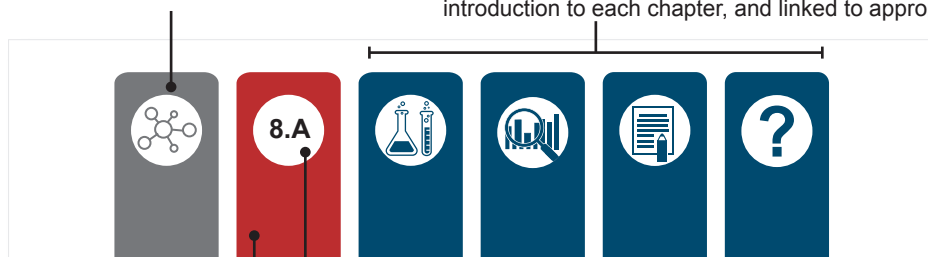 introduction to each chapter, and linked to appro
8.A
?